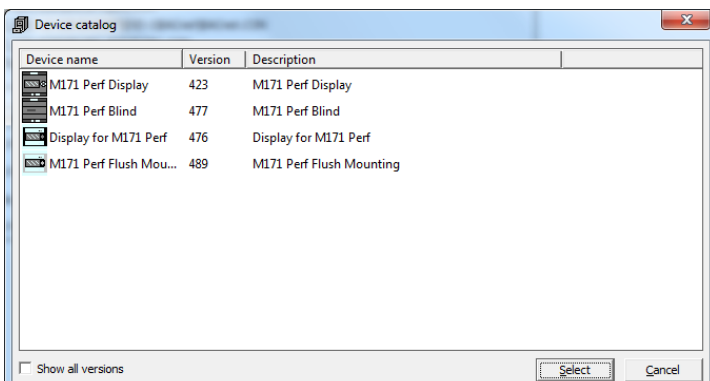 Device catalog
Device name Version Description
M171 Perf Display 423 M171 Perf Display
M171 Perf Blind 477 M171 Perf Blind
Display for M171 Perf 476 Display for M171 Perf
M171 Perf Flush Mou... 489 M171 Perf Flush Mounting
Show all versions Select Cancel